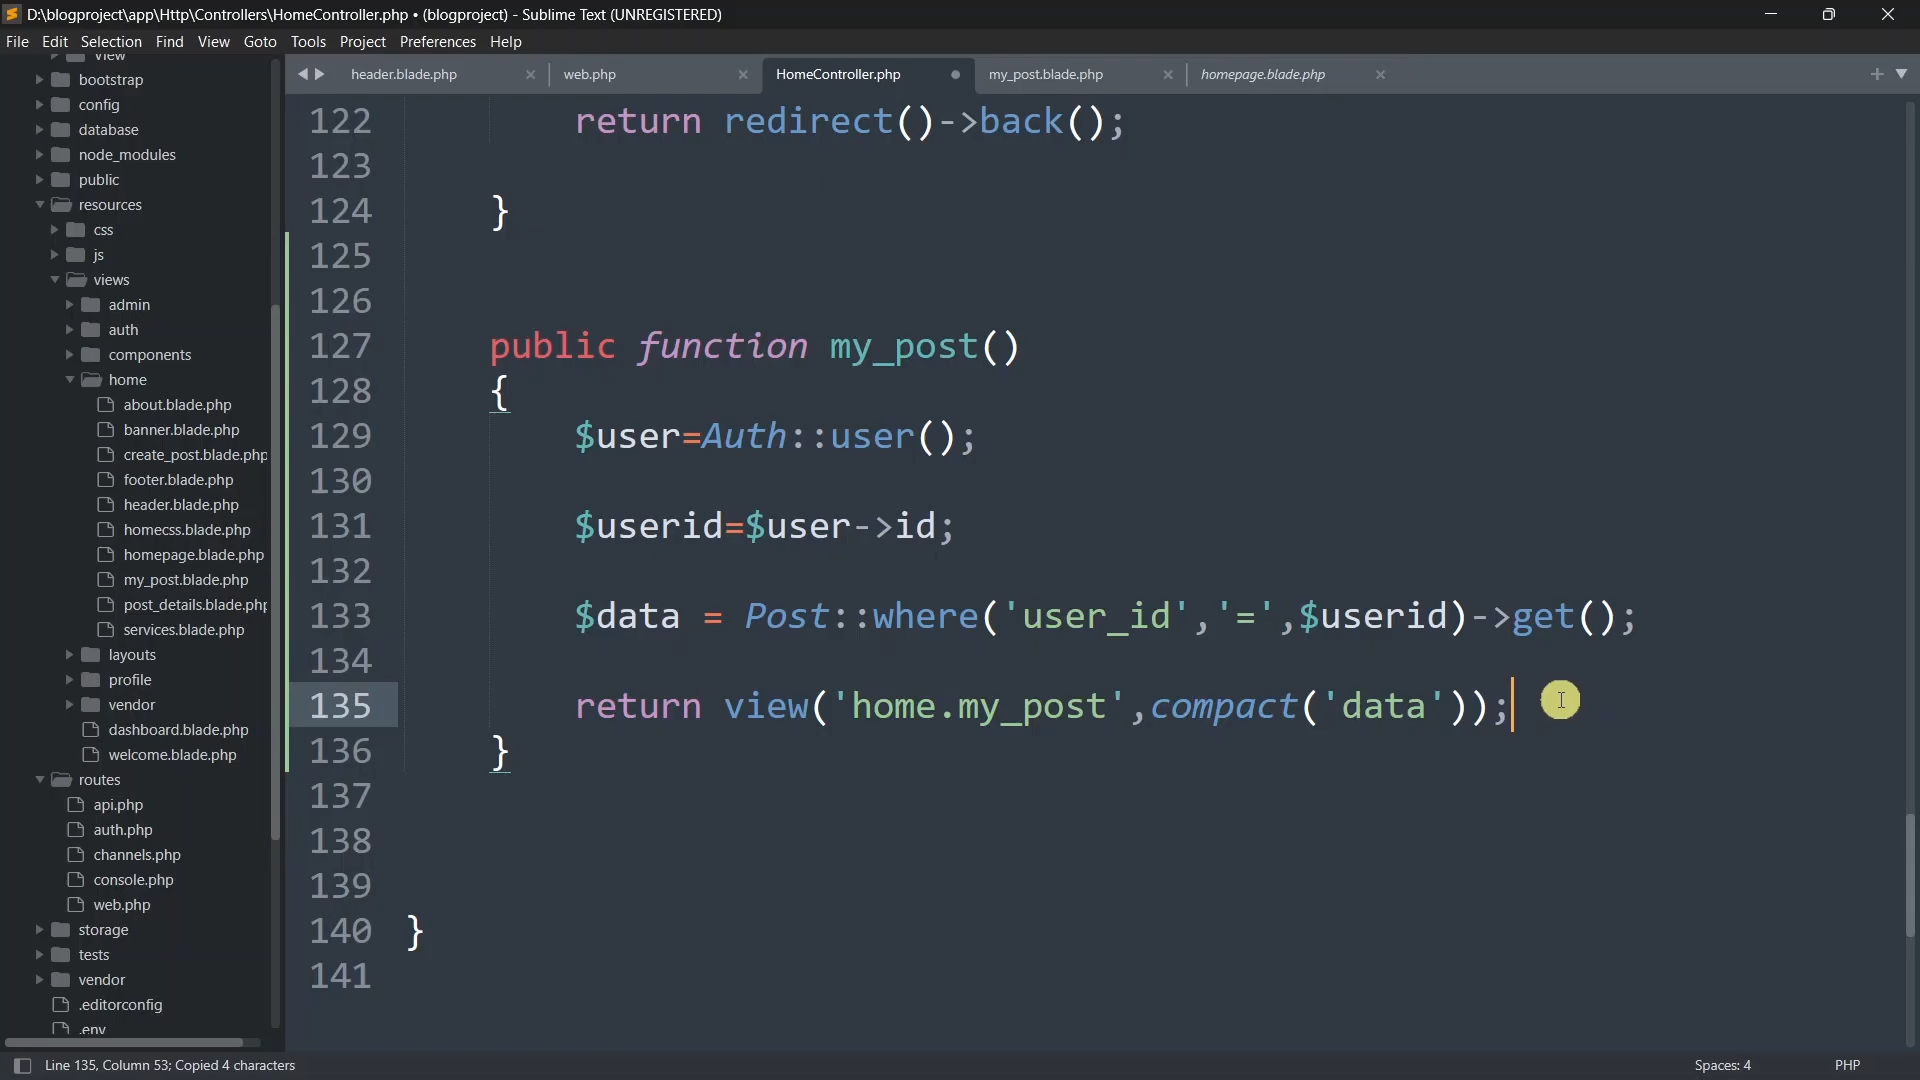 D:\blogproject\app\Http\Controllers\HomeController.php • (blogproject) - Sublime Text (UNREGISTERED)
File Edit Selection Find View Goto Tools Project Preferences Help
header.blade.php × web.php × HomeController.php • my_post.blade.php × homepage.blade.php ×
View
bootstrap
config
database
node_modules
public
resources
css
js
views
admin
auth
components
home
about.blade.php
banner.blade.php
create_post.blade.php
footer.blade.php
header.blade.php
homecss.blade.php
homepage.blade.php
my_post.blade.php
post_details.blade.php
services.blade.php
layouts
profile
vendor
dashboard.blade.php
welcome.blade.php
routes
api.php
auth.php
channels.php
console.php
web.php
storage
tests
vendor
.editorconfig
.env
122 return redirect()->back();
123
124 }
125
126
127 public function my_post()
128 {
129 $user=Auth::user();
130
131 $userid=$user->id;
132
133 $data = Post::where('user_id','=',$userid)->get();
134
135 return view('home.my_post',compact('data'));
136 }
137
138
139
140 }
141
Line 135, Column 53; Copied 4 characters
Spaces: 4 PHP